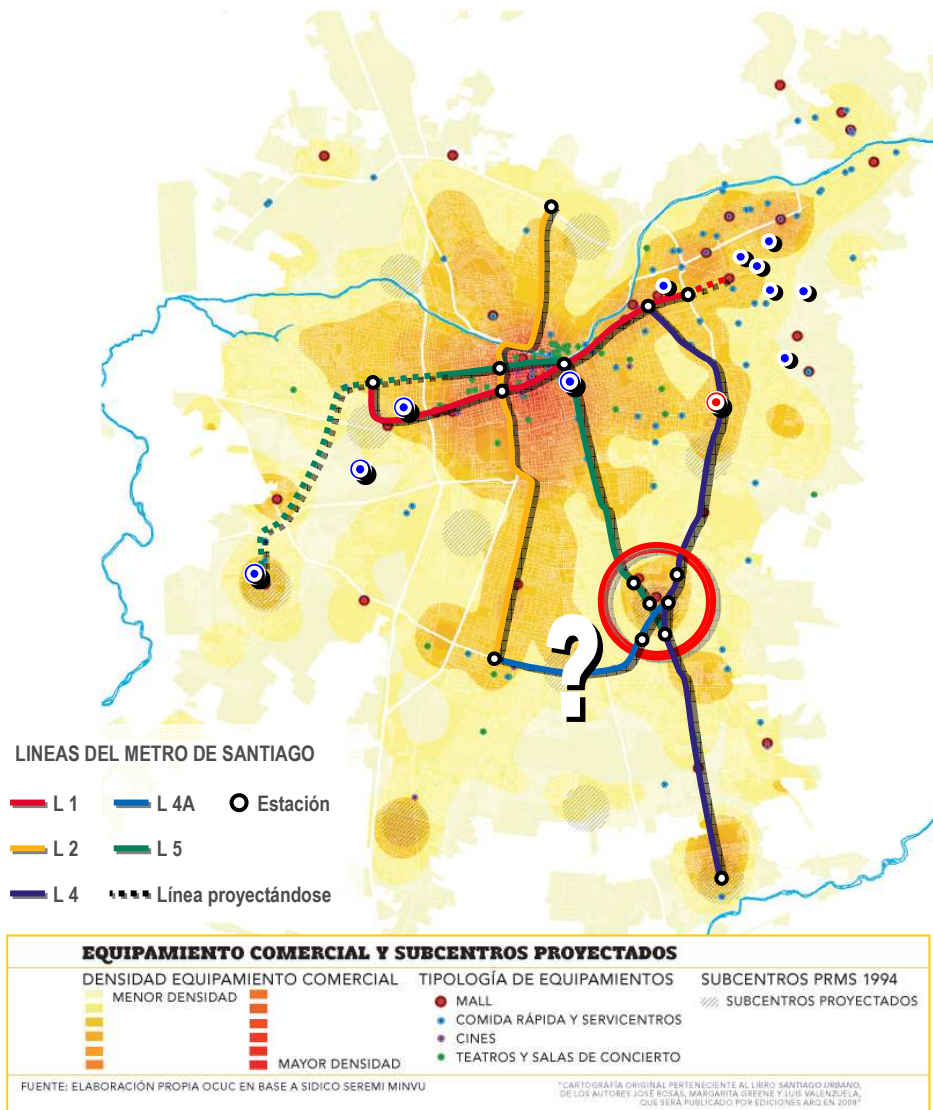 ?
LINEAS DEL METRO DE SANTIAGO
L 1 L 4A Estación
L 2 L 5
L 4 Línea proyectándose
EQUIPAMIENTO COMERCIAL Y SUBCENTROS PROYECTADOS
DENSIDAD EQUIPAMIENTO COMERCIAL TIPOLOGÍA DE EQUIPAMIENTOS SUBCENTROS PRMS 1994
MENOR DENSIDAD MALL SUBCENTROS PROYECTADOS
COMIDA RÁPIDA Y SERVICENTROS
CINES
MAYOR DENSIDAD TEATROS Y SALAS DE CONCIERTO
FUENTE: ELABORACIÓN PROPIA OCUC EN BASE A SIDICO SEREMI MINVU
"CARTOGRAFÍA ORIGINAL PERTENECIENTE AL LIBRO SANTIAGO URBANO,
DE LOS AUTORES JOSÉ ROSAS, MARGARITA GREENE Y LUIS VALENZUELA,
QUE SERÁ PUBLICADO POR EDICIONES ARQ EN 2008"